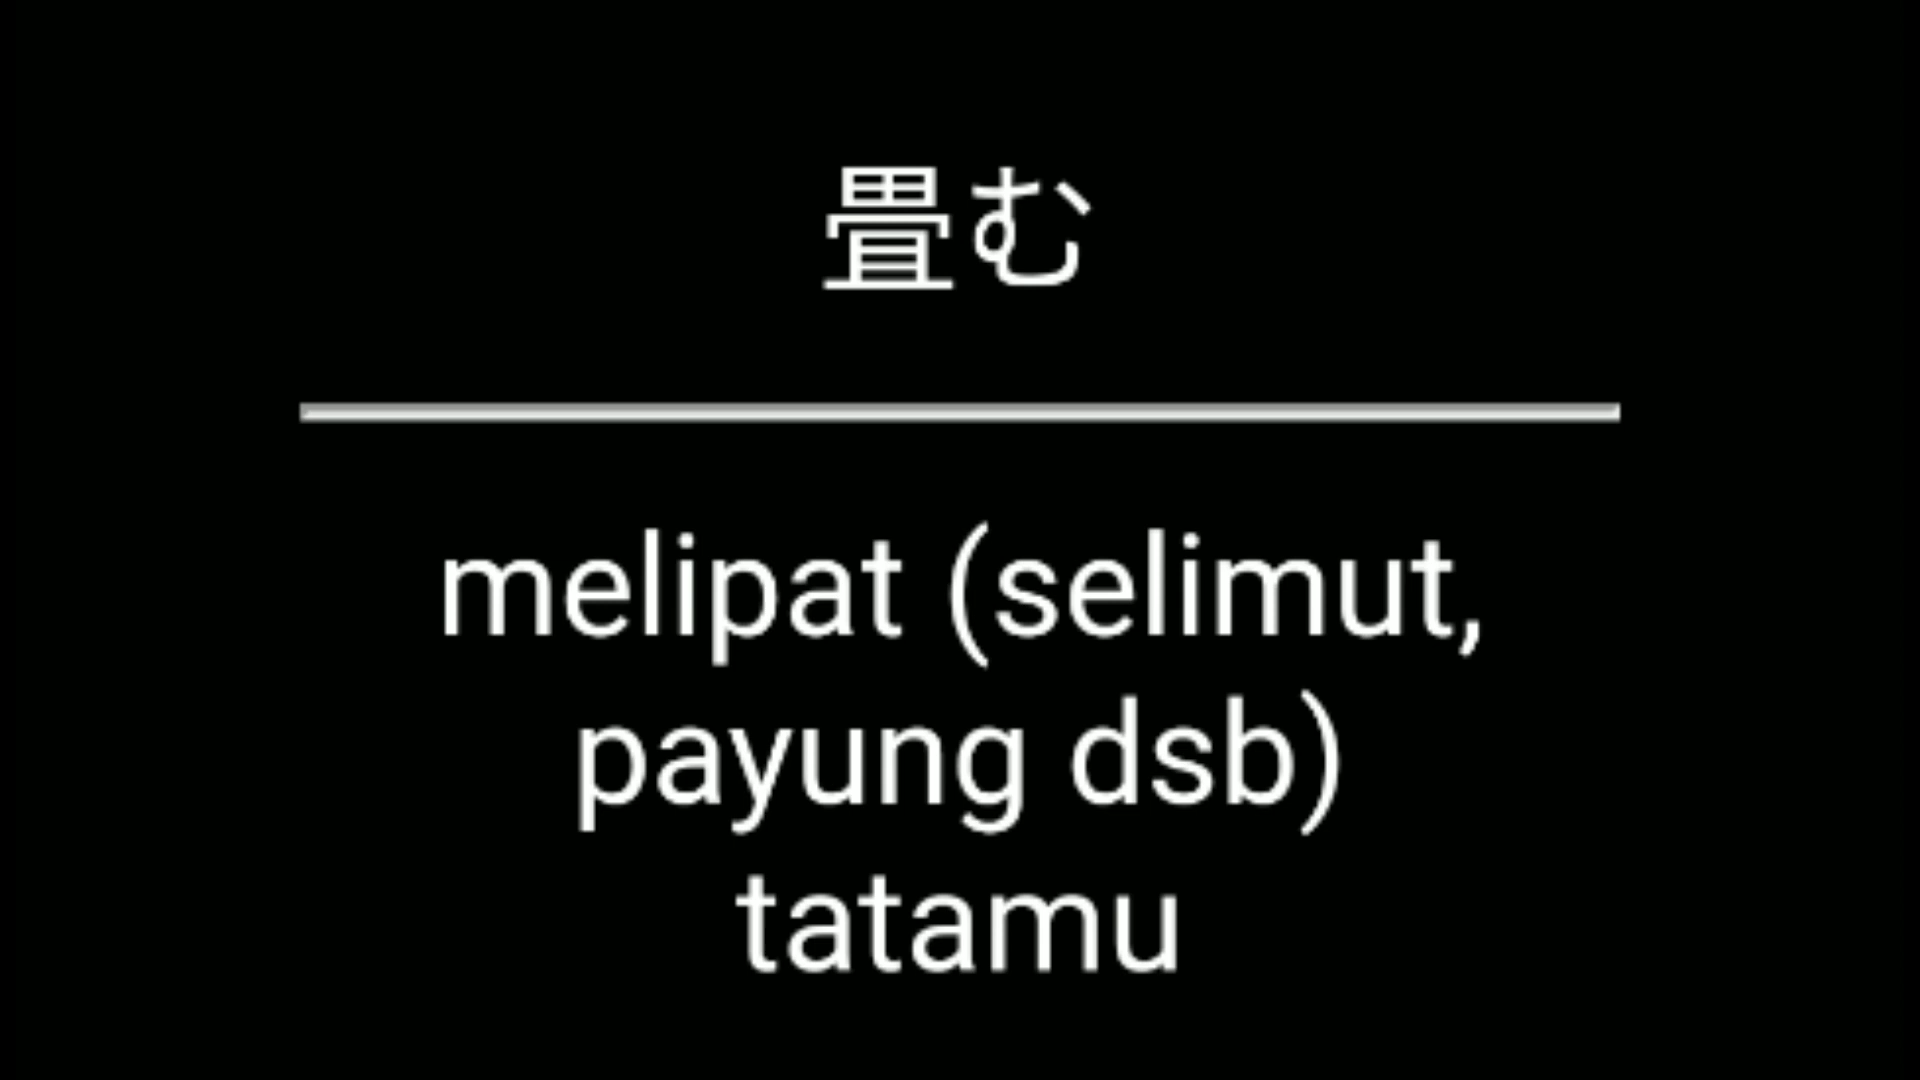 畳む
melipat (selimut,
payung dsb)
tatamu